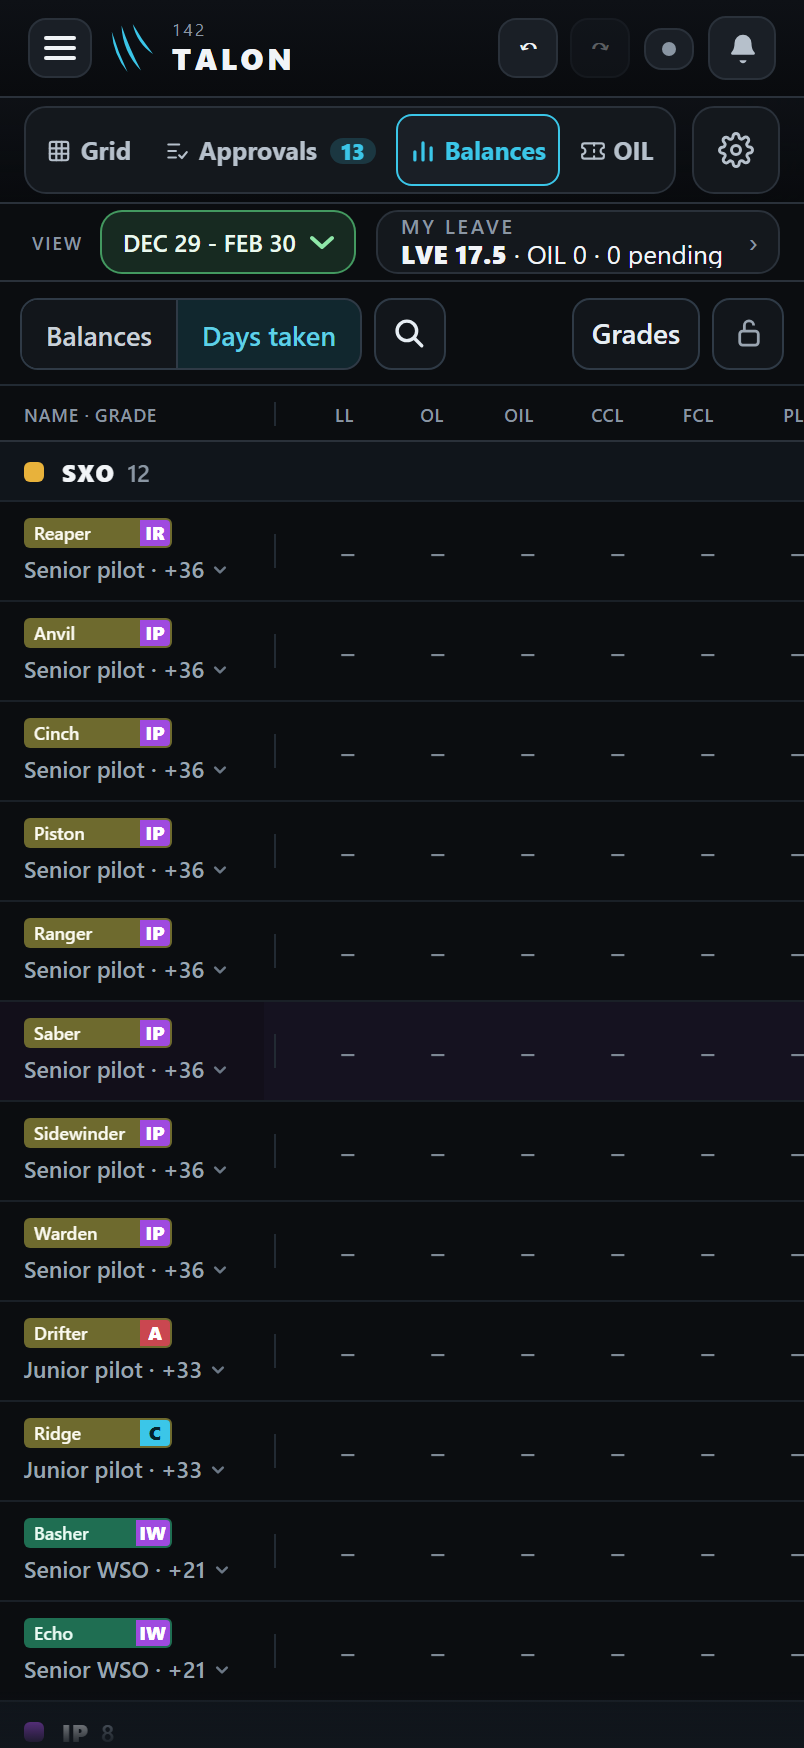 142
TALON
Grid
Approvals 13
Balances
OIL
VIEW
DEC 29 - FEB 30
MY LEAVE
LVE 17.5 · OIL 0 · 0 pending
Balances
Days taken
Grades
NAME · GRADE LL OL OIL CCL FCL PL
SXO 12
Reaper IR
Senior pilot · +36 – – – – – –
Anvil IP
Senior pilot · +36 – – – – – –
Cinch IP
Senior pilot · +36 – – – – – –
Piston IP
Senior pilot · +36 – – – – – –
Ranger IP
Senior pilot · +36 – – – – – –
Saber IP
Senior pilot · +36 – – – – – –
Sidewinder IP
Senior pilot · +36 – – – – – –
Warden IP
Senior pilot · +36 – – – – – –
Drifter A
Junior pilot · +33 – – – – – –
Ridge C
Junior pilot · +33 – – – – – –
Basher IW
Senior WSO · +21 – – – – – –
Echo IW
Senior WSO · +21 – – – – – –
IP 8